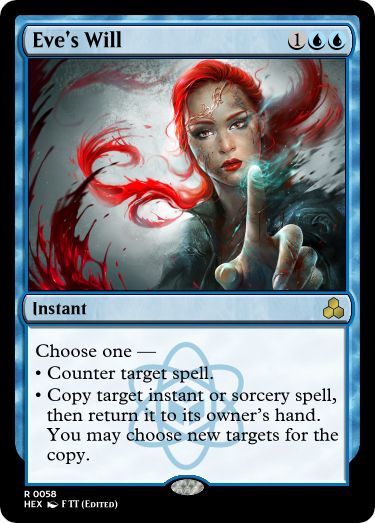 Eve's Will 1
Instant
Choose one —
• Counter target spell.
• Copy target instant or sorcery spell,
then return it to its owner's hand.
You may choose new targets for the
copy.
R 0058
HEX F TT (Edited)